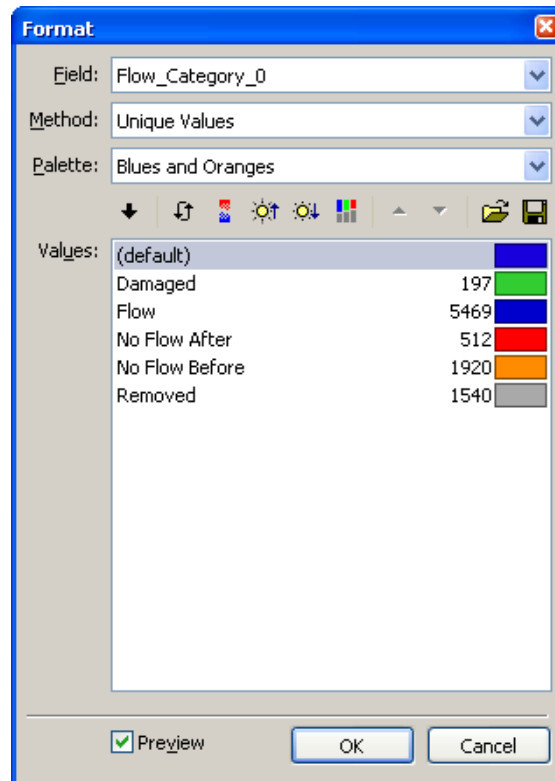 Format
Field: Flow_Category_0
Method: Unique Values
Palette: Blues and Oranges
Values: (default)
Damaged 197
Flow 5469
No Flow After 512
No Flow Before 1920
Removed 1540
Preview OK Cancel